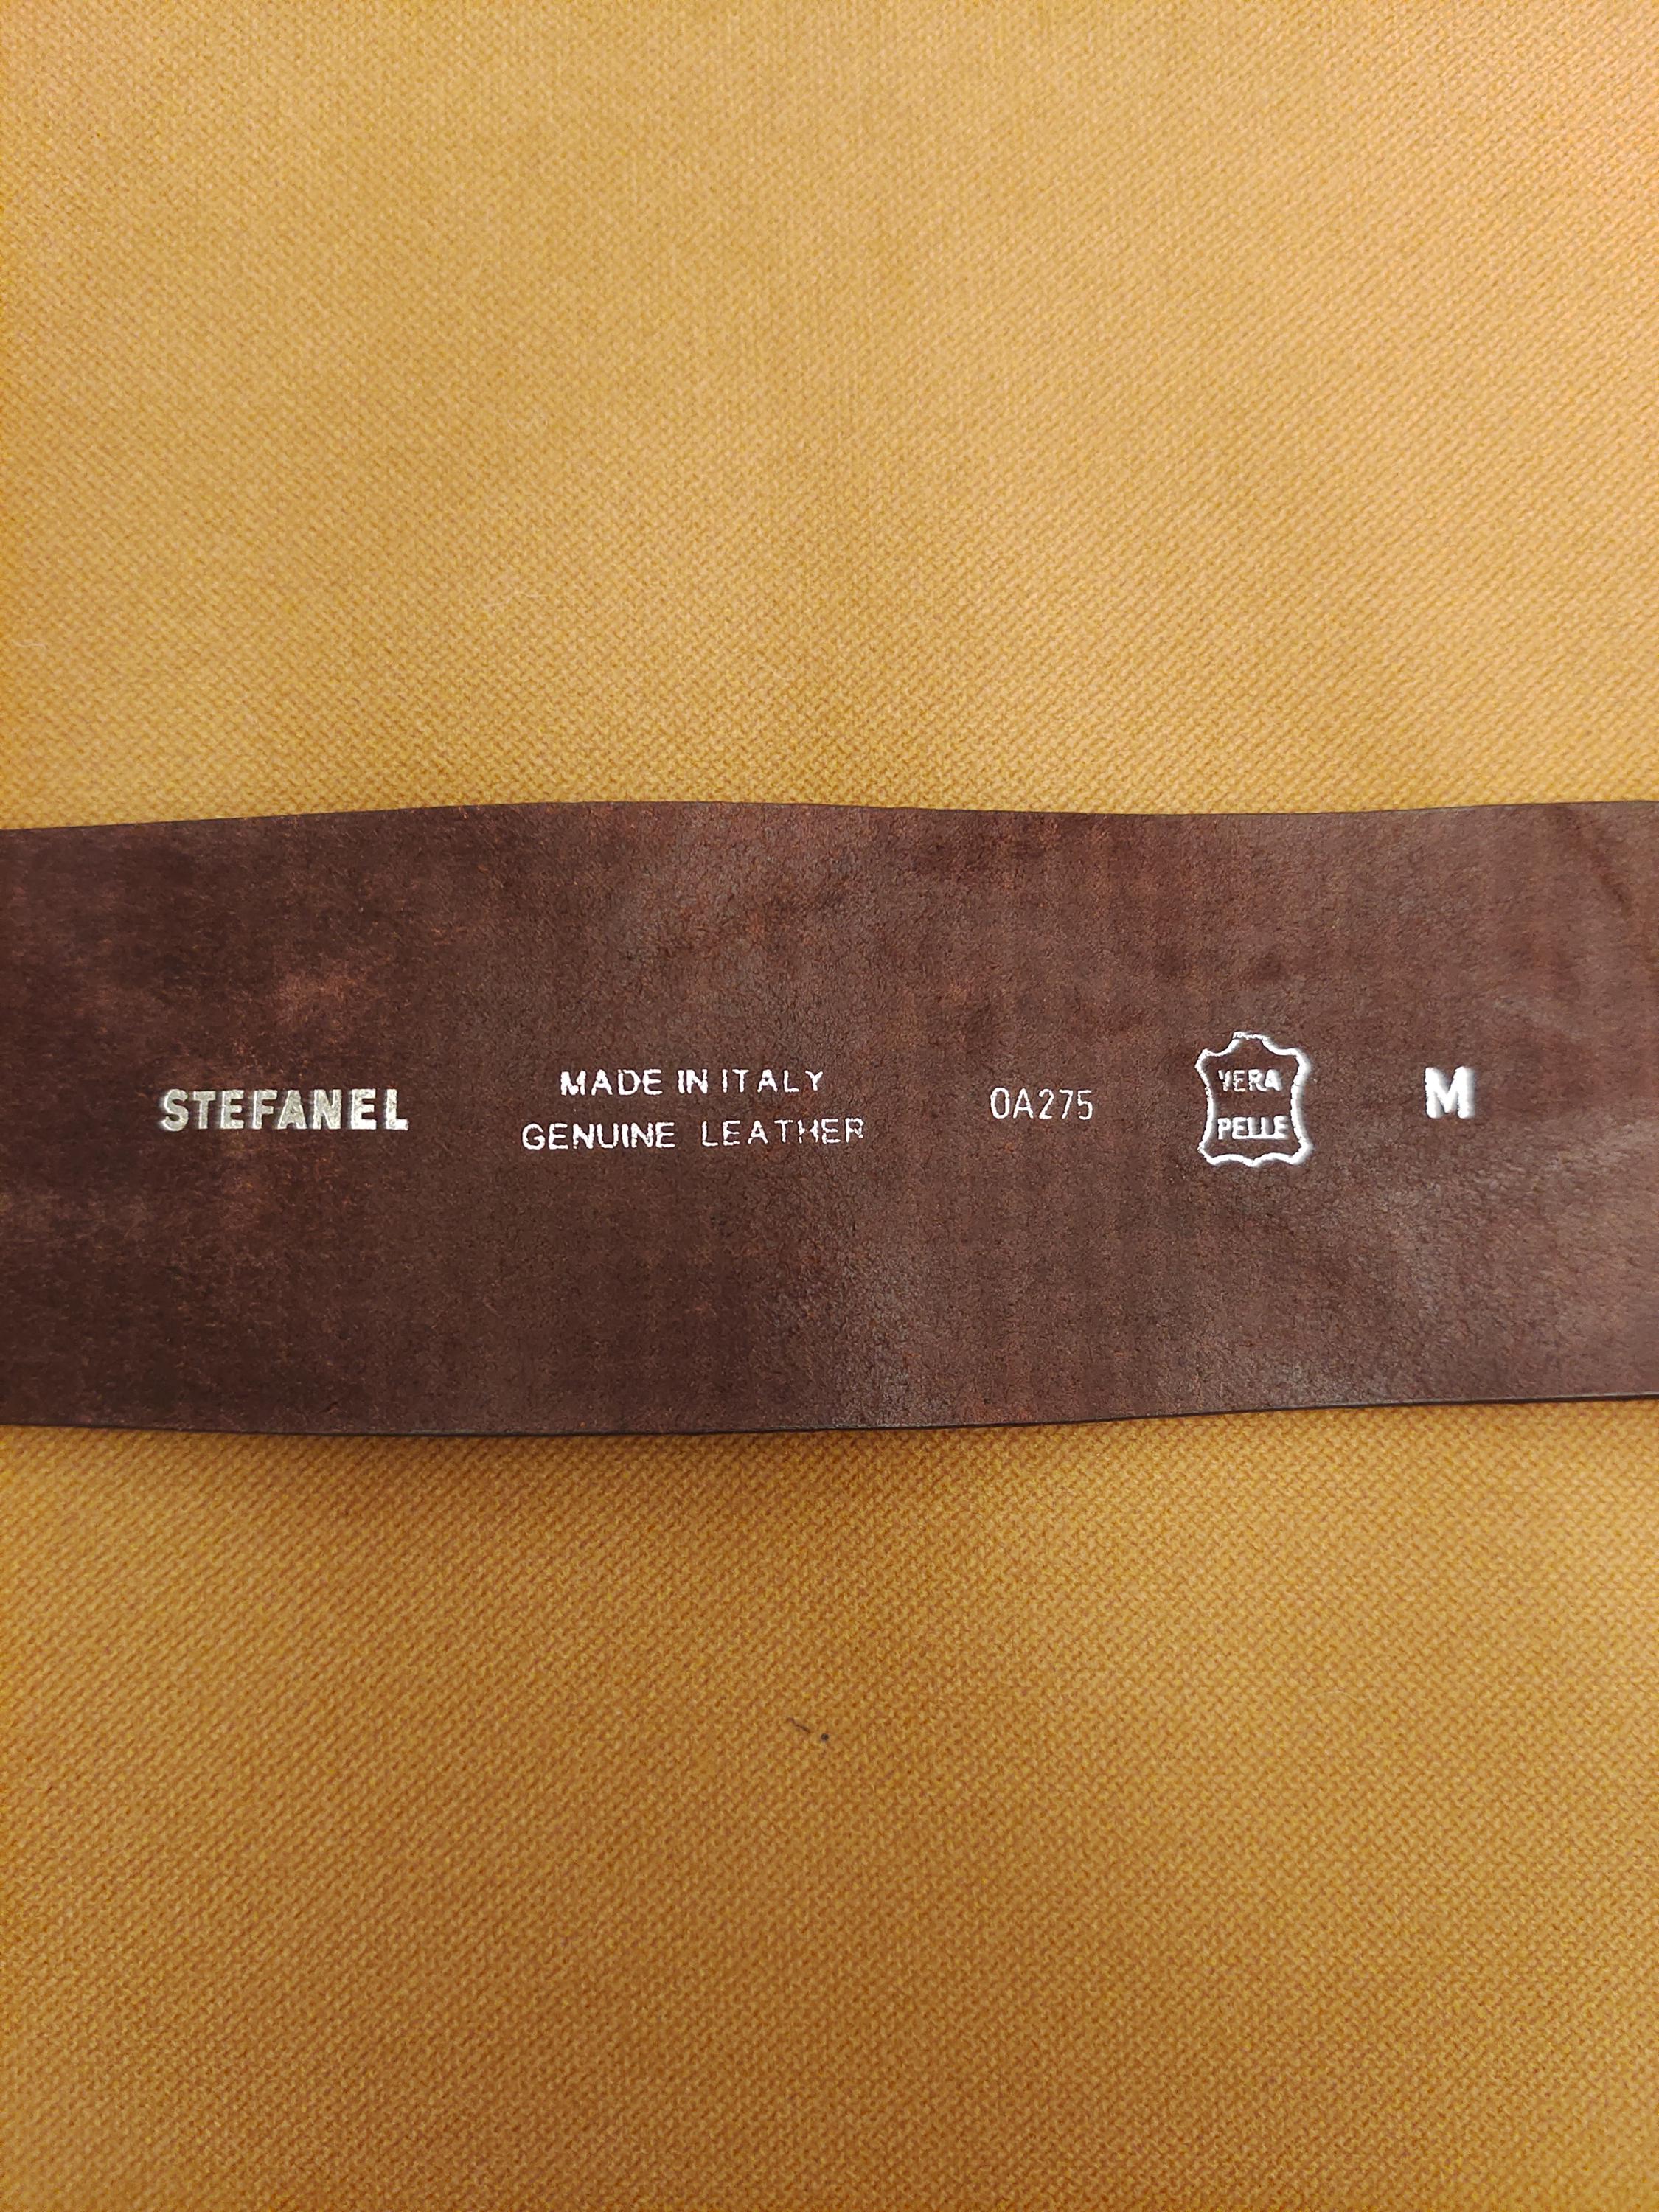 STEFANEL
MADE IN ITALY
GENUINE LEATHER
0A275
VERA
PELLE
M